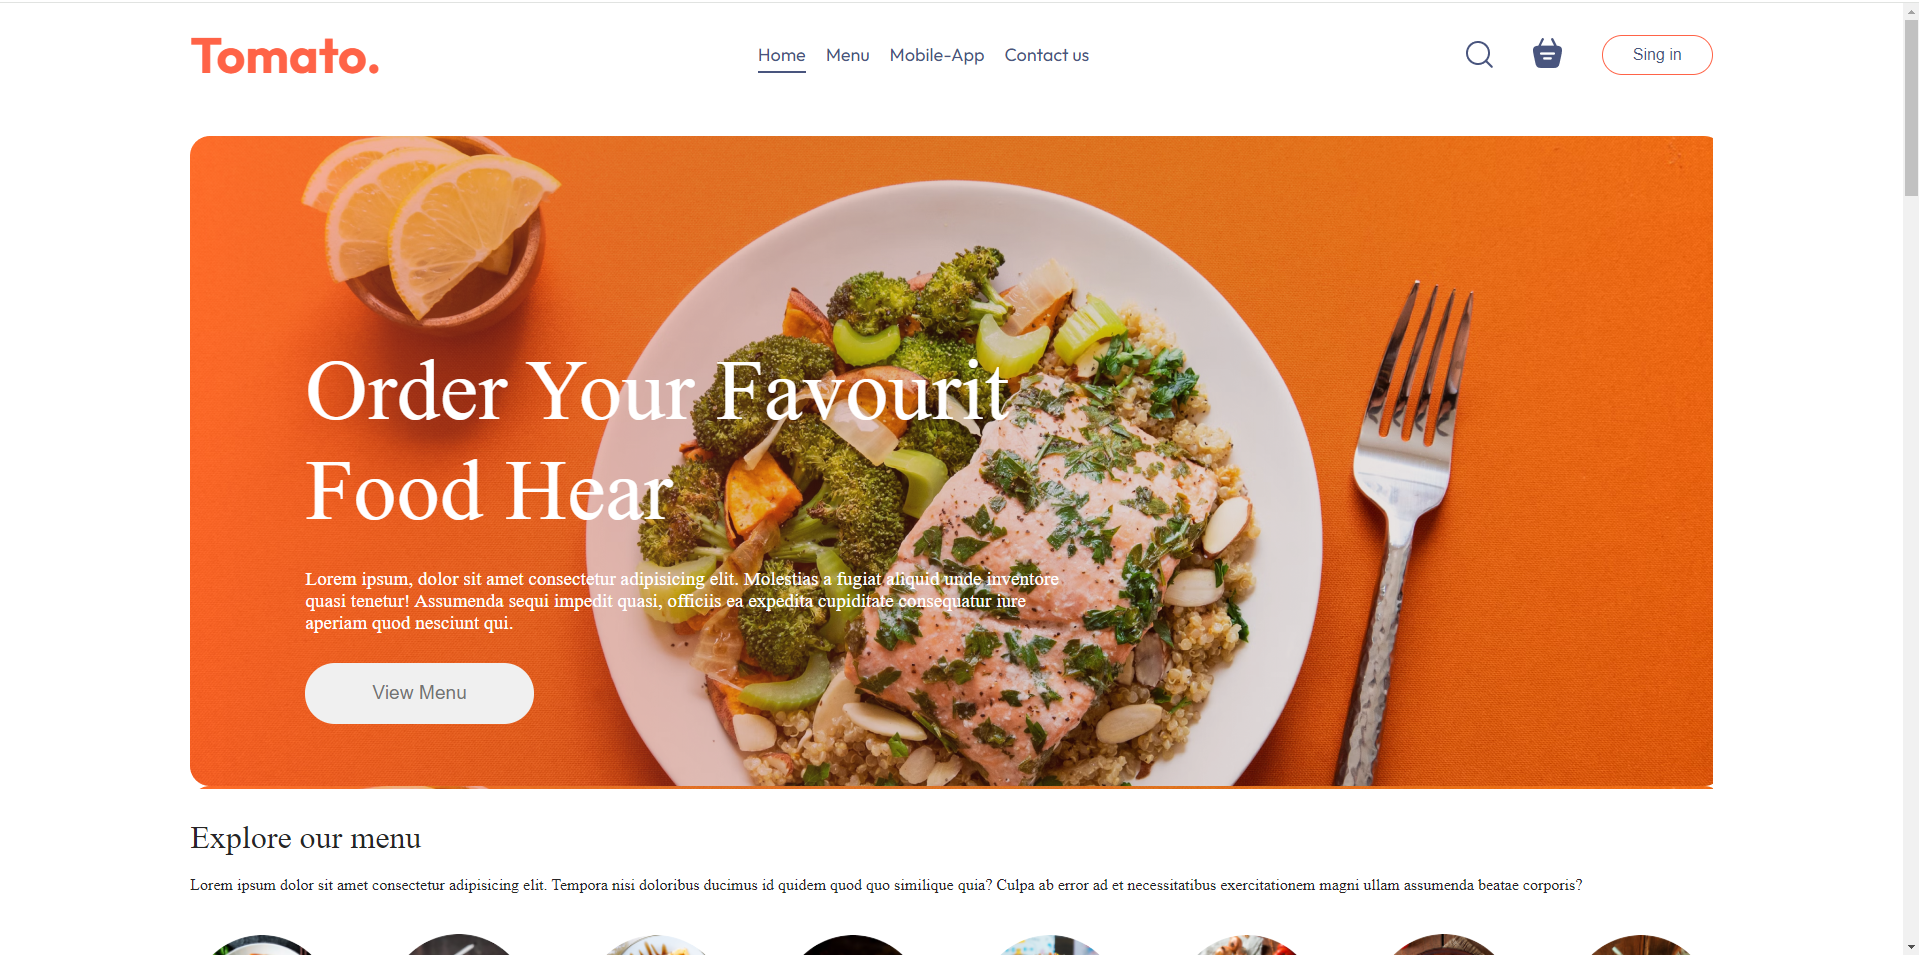 Tomato.
Home Menu Mobile-App Contact us
Sing in
Order Your Favourit
Food Hear
Lorem ipsum, dolor sit amet consectetur adipisicing elit. Molestias a fugiat aliquid unde inventore
quasi tenetur! Assumenda sequi impedit quasi, officiis ea expedita cupiditate consequatur iure
aperiam quod nesciunt qui.
View Menu
Explore our menu
Lorem ipsum dolor sit amet consectetur adipisicing elit. Tempora nisi doloribus ducimus id quidem quod quo similique quia? Culpa ab error ad et necessitatibus exercitationem magni ullam assumenda beatae corporis?